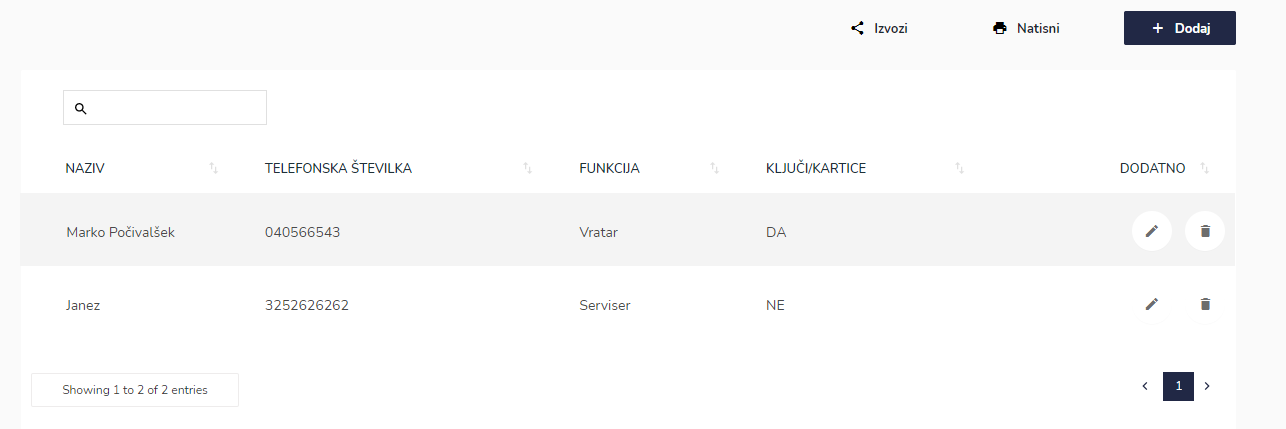 Izvozi Natisni + Dodaj
NAZIV TELEFONSKA ŠTEVILKA FUNKCIJA KLJUČI/KARTICE DODATNO
Marko Počivalšek 040566543 Vratar DA
Janez 3252626262 Serviser NE
Showing 1 to 2 of 2 entries ‹ 1 ›